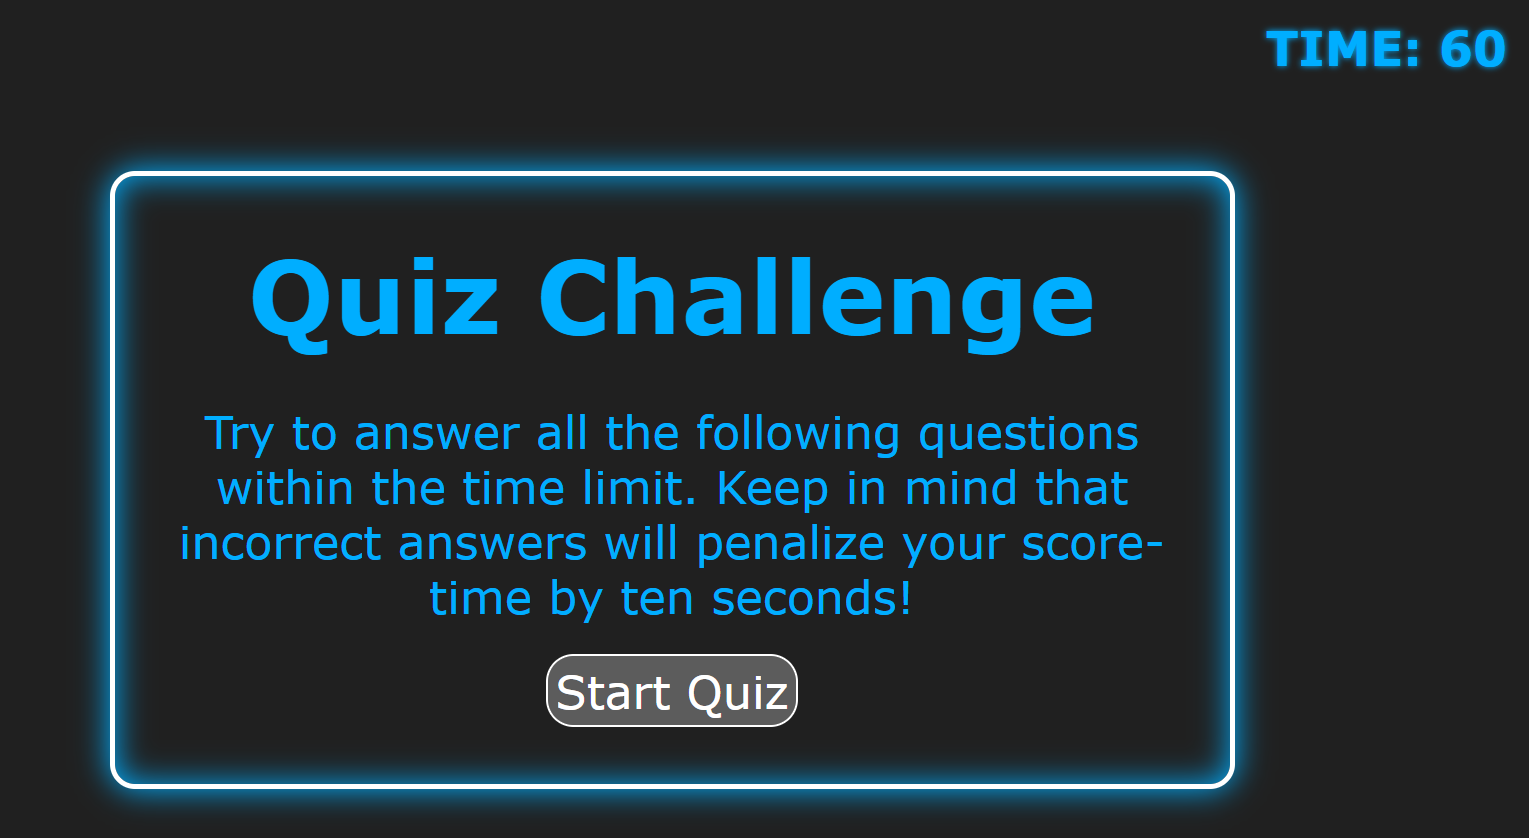 TIME: 60
Quiz Challenge
Try to answer all the following questions
within the time limit. Keep in mind that
incorrect answers will penalize your score-
time by ten seconds!
Start Quiz